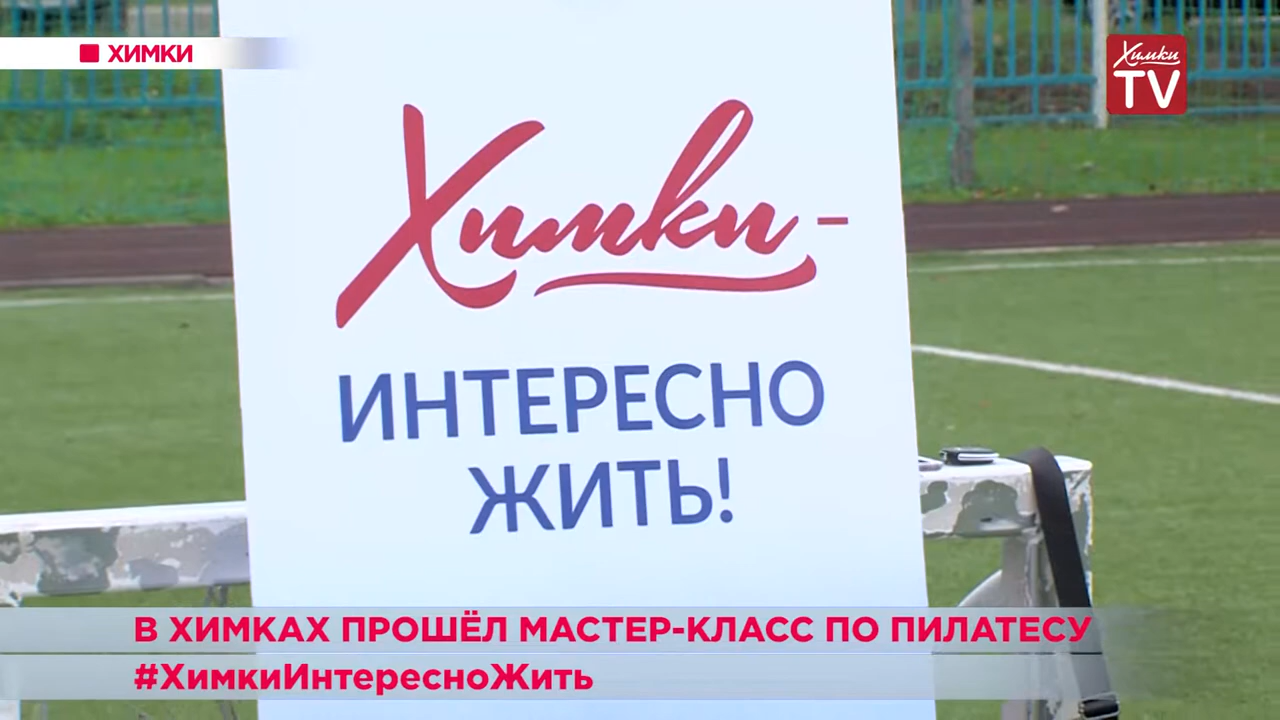 ХИМКИ
Химки
TV
Химки –
ИНТЕРЕСНО
ЖИТЬ!
В ХИМКАХ ПРОШЁЛ МАСТЕР-КЛАСС ПО ПИЛАТЕСУ
#ХимкиИнтересноЖить